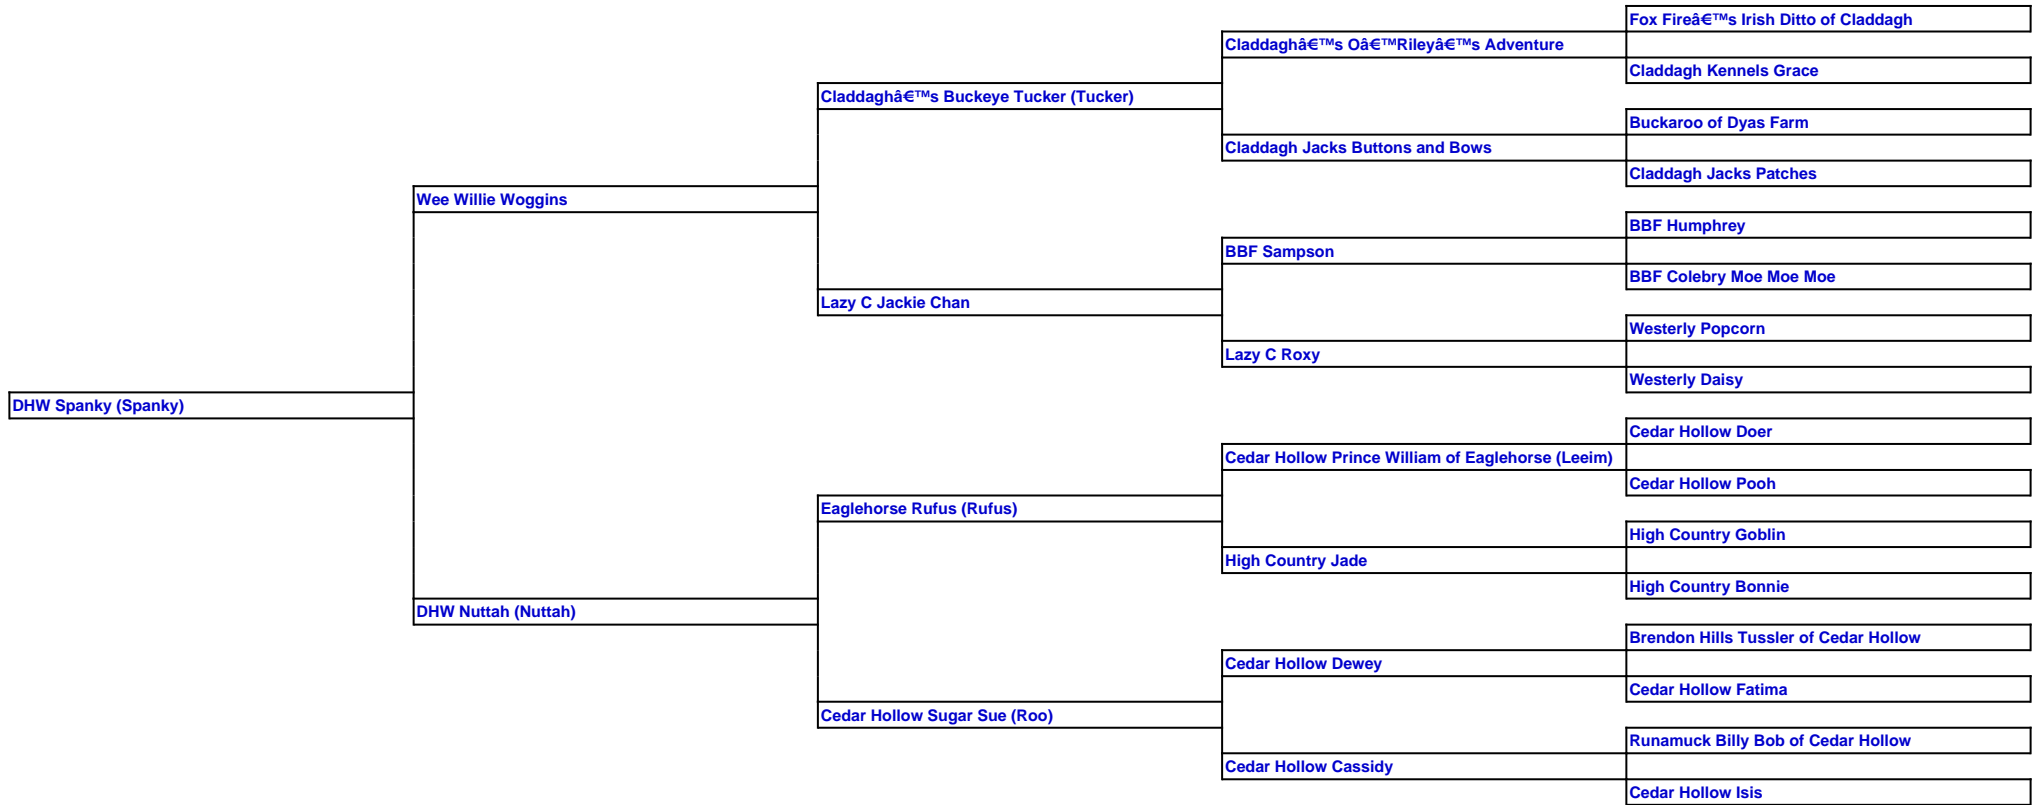 Fox Fireâ€™s Irish Ditto of Claddagh
Claddaghâ€™s Oâ€™Rileyâ€™s Adventure
Claddagh Kennels Grace
Claddaghâ€™s Buckeye Tucker (Tucker)
Buckaroo of Dyas Farm
Claddagh Jacks Buttons and Bows
Claddagh Jacks Patches
Wee Willie Woggins
BBF Humphrey
BBF Sampson
BBF Colebry Moe Moe Moe
Lazy C Jackie Chan
Westerly Popcorn
Lazy C Roxy
Westerly Daisy
DHW Spanky (Spanky)
Cedar Hollow Doer
Cedar Hollow Prince William of Eaglehorse (Leeim)
Cedar Hollow Pooh
Eaglehorse Rufus (Rufus)
High Country Goblin
High Country Jade
High Country Bonnie
DHW Nuttah (Nuttah)
Brendon Hills Tussler of Cedar Hollow
Cedar Hollow Dewey
Cedar Hollow Fatima
Cedar Hollow Sugar Sue (Roo)
Runamuck Billy Bob of Cedar Hollow
Cedar Hollow Cassidy
Cedar Hollow Isis